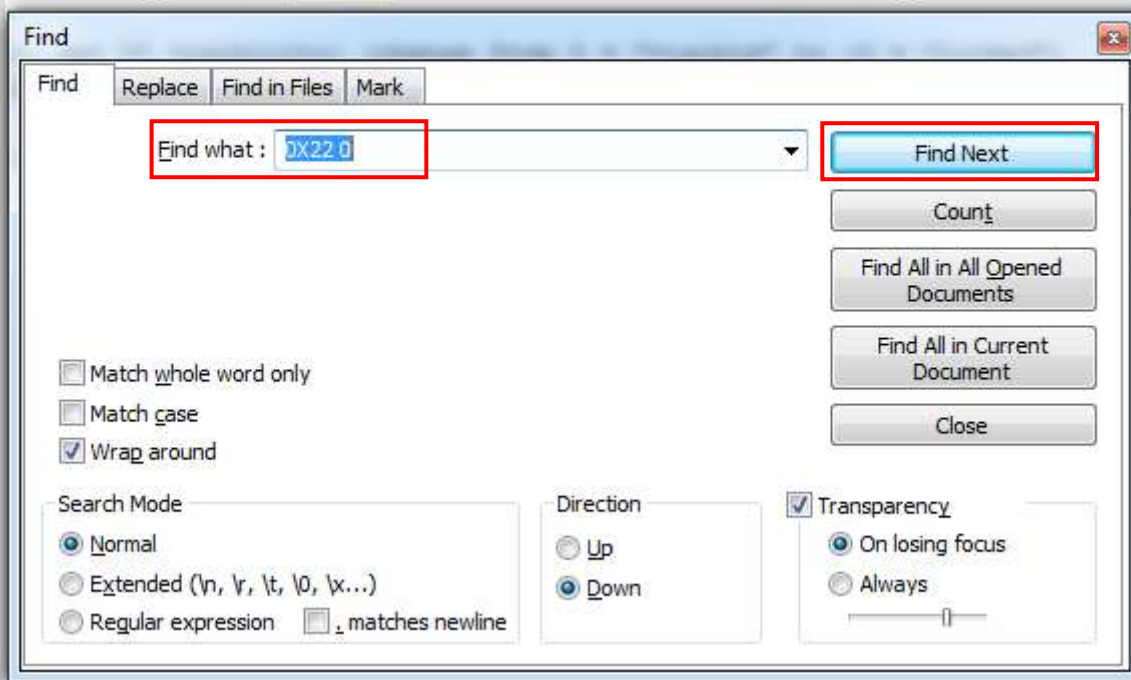 Find
Find Replace Find in Files Mark
Find what : 0X22 0
Find Next
Count
Find All in All Opened
Documents
Find All in Current
Document
Close
Match whole word only
Match case
Wrap around
Search Mode
Normal
Extended (\n, \r, \t, \0, \x...)
Regular expression . matches newline
Direction
Up
Down
Transparency
On losing focus
Always